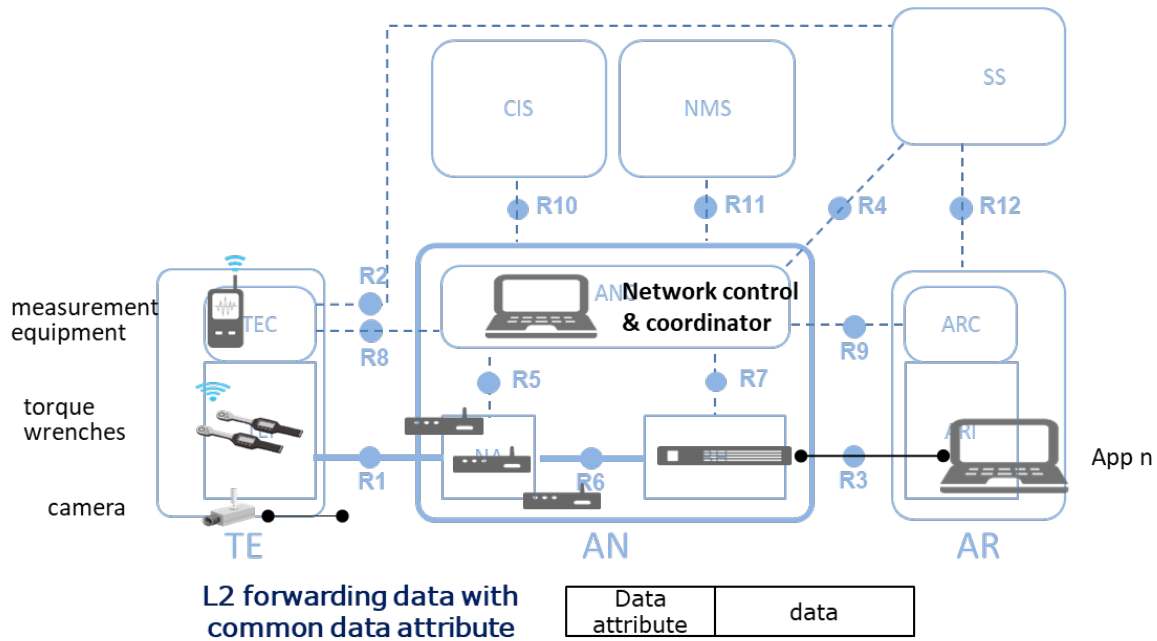 CIS
NMS
SS
R10
R11
R4
R12
measurement
equipment
TEC
R2
R8
Network control
& coordinator
R9
ARC
R5
R7
torque
wrenches
R1
R6
R3
ARI
App n
camera
TE
AN
AR
L2 forwarding data with
common data attribute
Data
attribute
data